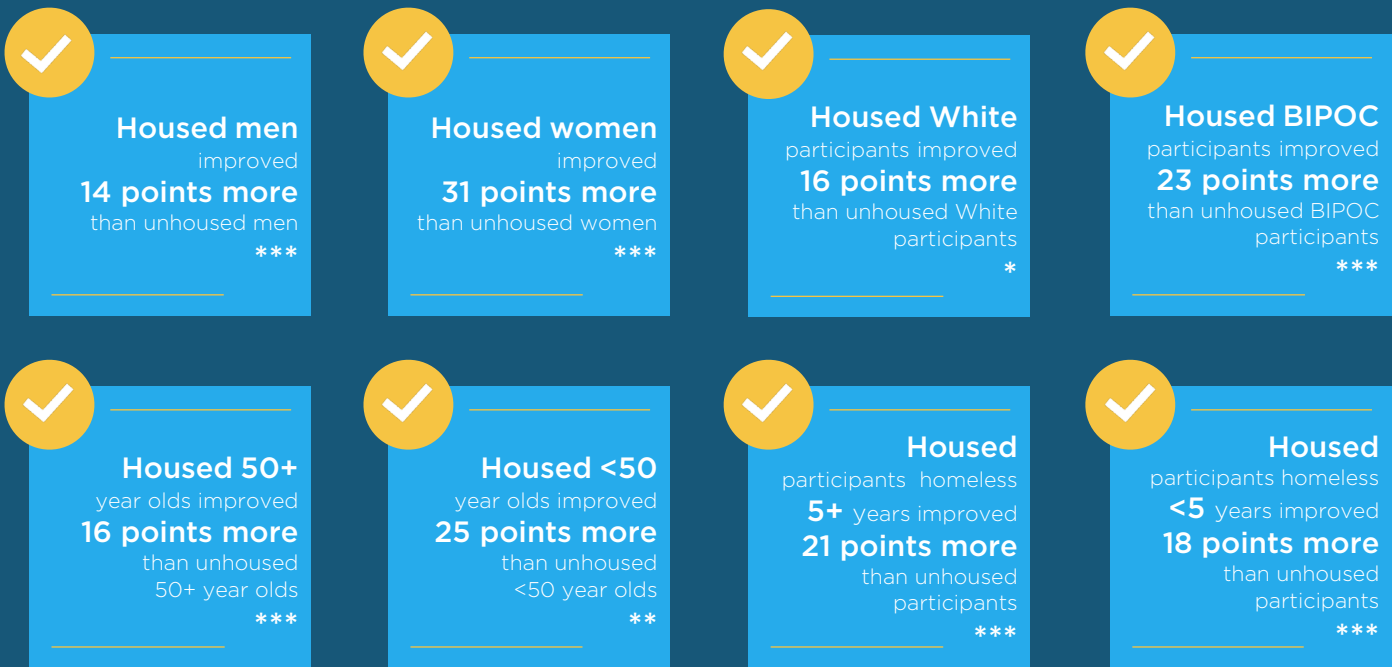 Housed men
improved
14 points more
than unhoused men
***
Housed women
improved
31 points more
than unhoused women
***
Housed White
participants improved
16 points more
than unhoused White
participants
*
Housed BIPOC
participants improved
23 points more
than unhoused BIPOC
participants
***
Housed 50+
year olds improved
16 points more
than unhoused
50+ year olds
***
Housed <50
year olds improved
25 points more
than unhoused
<50 year olds
**
Housed
participants homeless
5+ years improved
21 points more
than unhoused
participants
***
Housed
participants homeless
<5 years improved
18 points more
than unhoused
participants
***